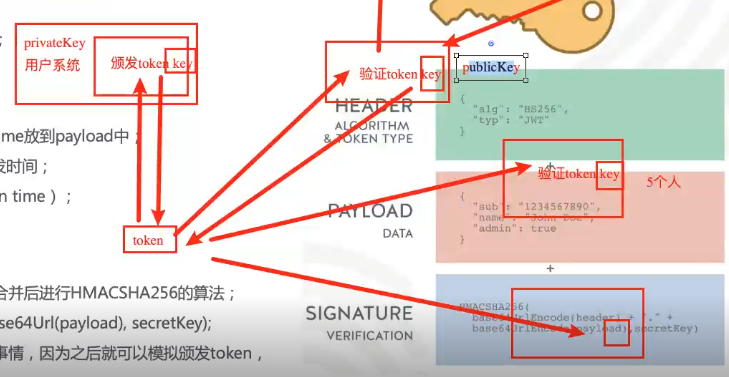 privateKey
用户系统
颁发token key
验证token key
publicKey
HEADER
ALGORITHM
& TOKEN TYPE
{
"alg": "HS256",
"typ": "JWT"
}
me放到payload中；
发时间；
n time）；
+
验证token key
5个人
PAYLOAD
DATA
{
"sub": "1234567890",
"name": "John Doe",
"admin": true
}
token
+
合并后进行HMACSHA256的算法；
se64Url(payload), secretKey);
事情，因为之后就可以模拟颁发token，
SIGNATURE
VERIFICATION
HMACSHA256(
base64UrlEncode(header) + "." +
base64UrlEncode(payload),secretKey)